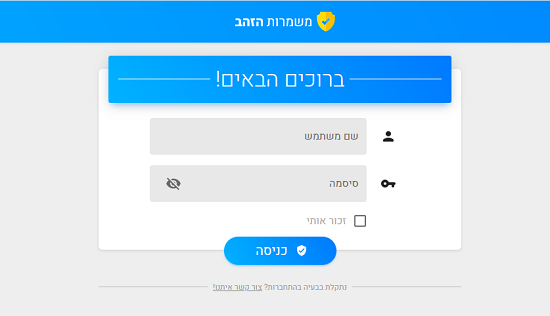 משמרות הזהב
ברוכים הבאים!
שם משתמש
סיסמה
זכור אותי
כניסה
נתקלת בבעיה בהתחברות? צור קשר איתנו!